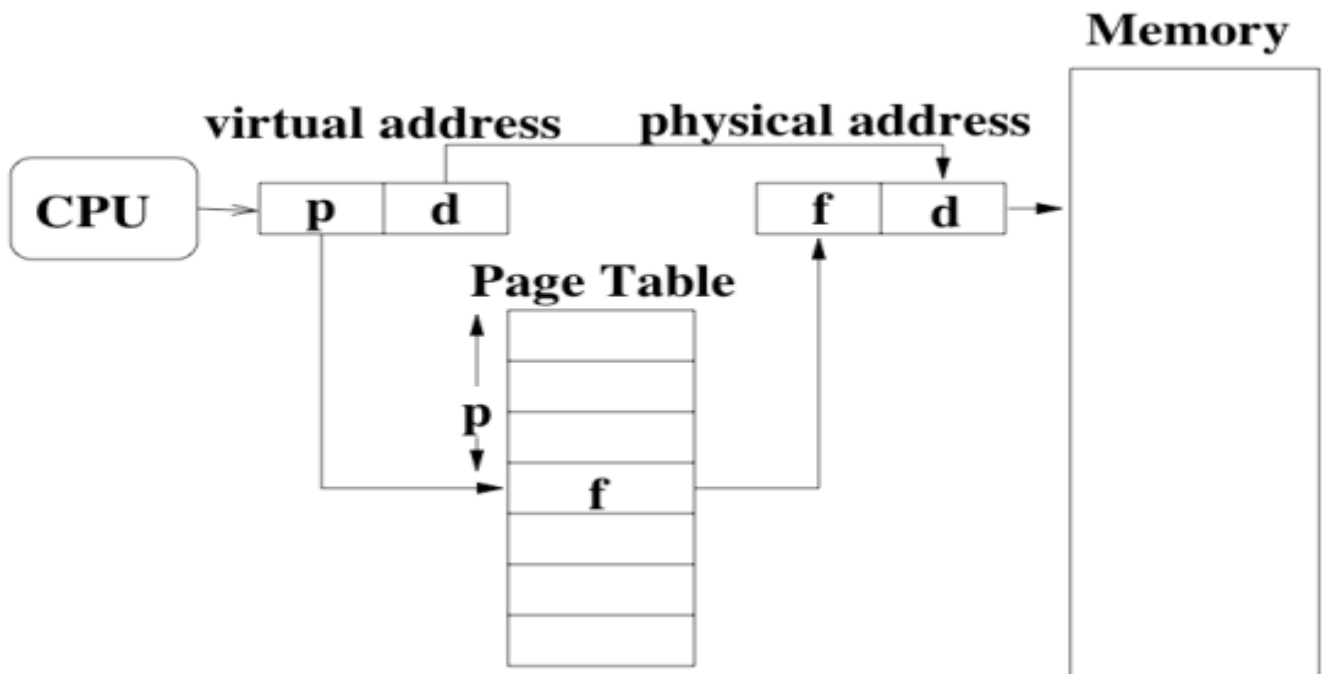 Memory
virtual address physical address
CPU p d f d
Page Table
p
f